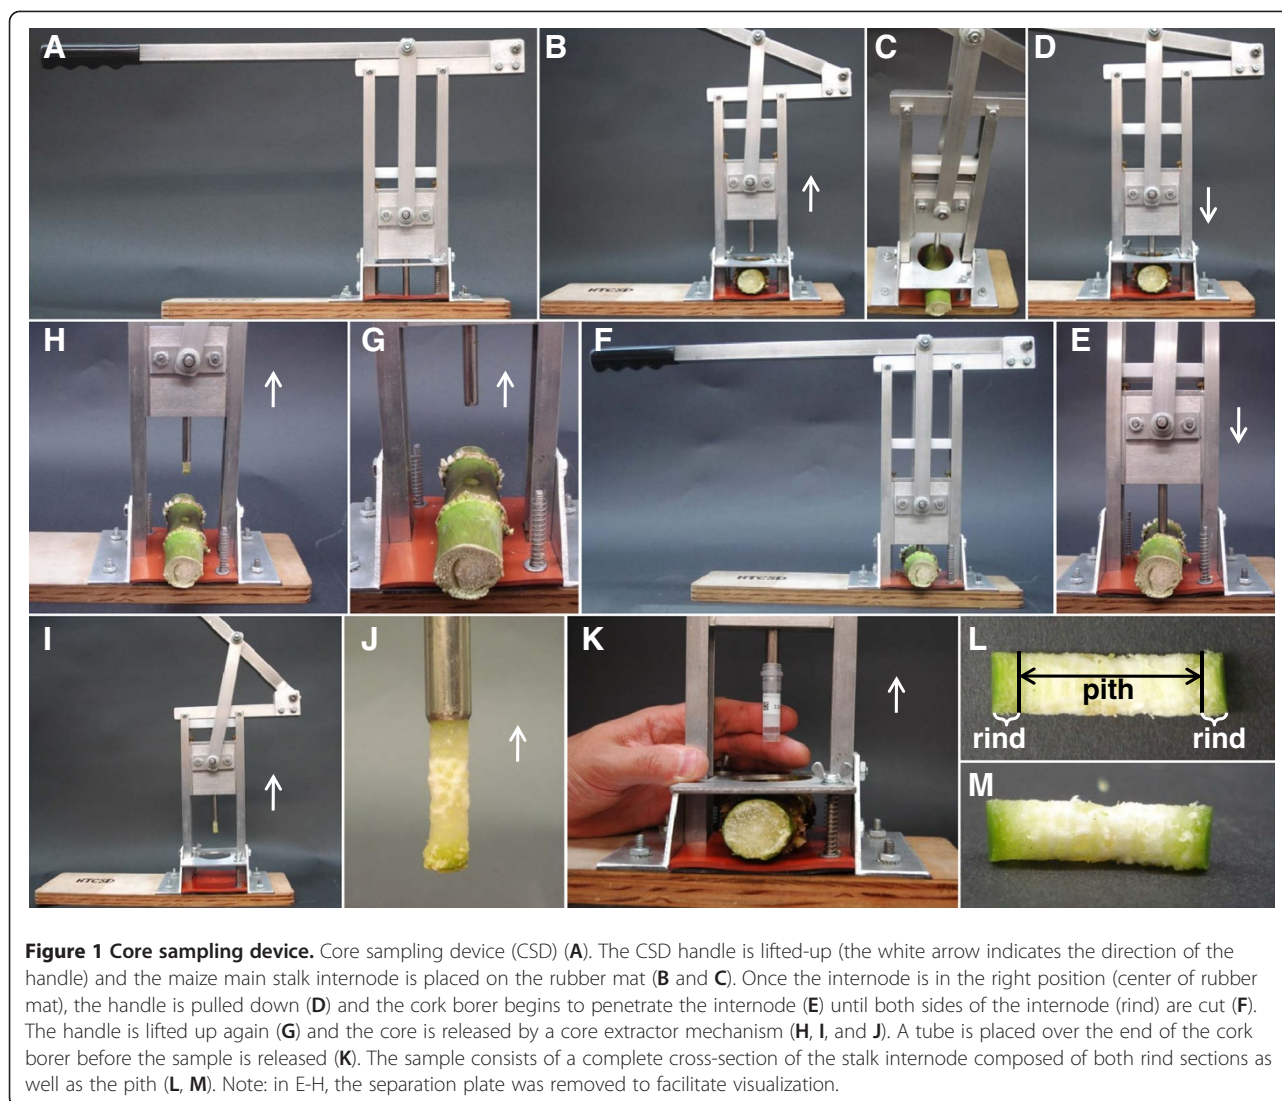 A
B
C
D
HTCSD
H
G
F
E
HTCSD
I
J
K
L
pith
rind
rind
M
HTCSD
Figure 1 Core sampling device. Core sampling device (CSD) (A). The CSD handle is lifted-up (the white arrow indicates the direction of the
handle) and the maize main stalk internode is placed on the rubber mat (B and C). Once the internode is in the right position (center of rubber
mat), the handle is pulled down (D) and the cork borer begins to penetrate the internode (E) until both sides of the internode (rind) are cut (F).
The handle is lifted up again (G) and the core is released by a core extractor mechanism (H, I, and J). A tube is placed over the end of the cork
borer before the sample is released (K). The sample consists of a complete cross-section of the stalk internode composed of both rind sections as
well as the pith (L, M). Note: in E-H, the separation plate was removed to facilitate visualization.